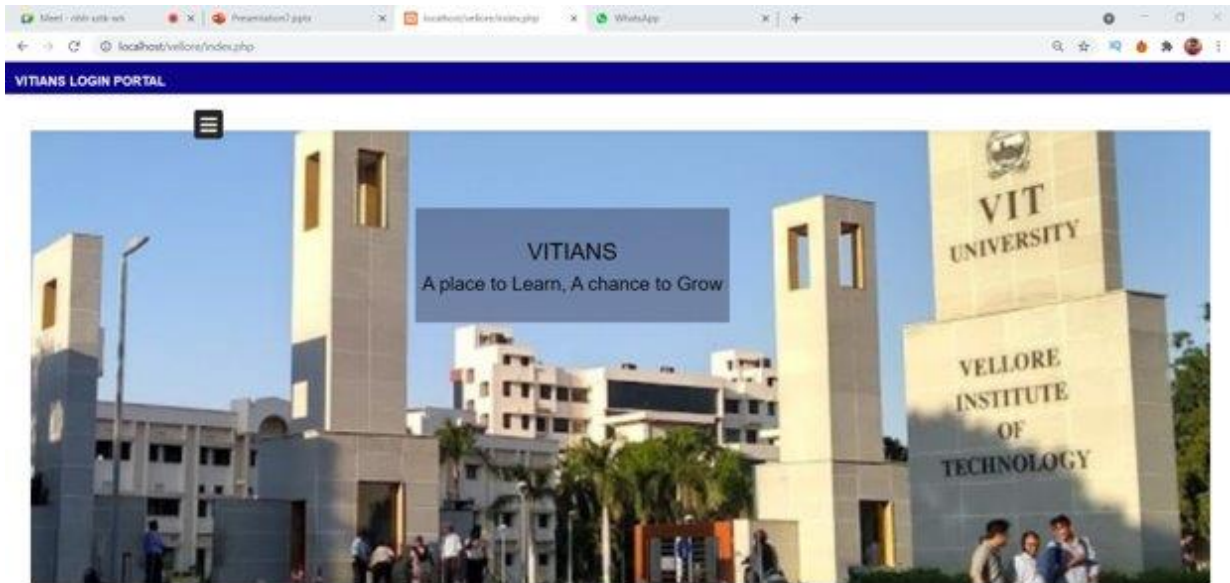 Presentation2.pptx
localhost/vellore/index.php
WhatsApp
localhost/vellore/index.php
VITIANS LOGIN PORTAL
VITIANS
A place to Learn, A chance to Grow
VIT
UNIVERSITY
VELLORE
INSTITUTE
OF
TECHNOLOGY